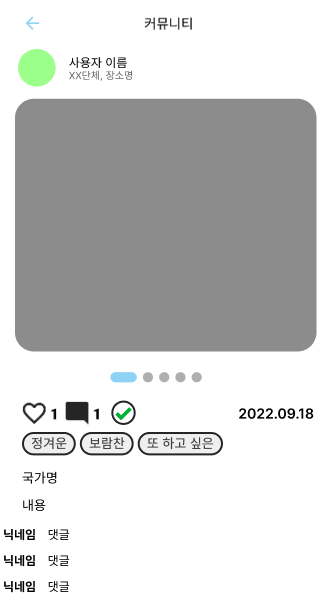 커뮤니티
사용자 이름
XX단체, 장소명
1 1 2022.09.18
정겨운 보람찬 또 하고 싶은
국가명
내용
닉네임 댓글
닉네임 댓글
닉네임 댓글